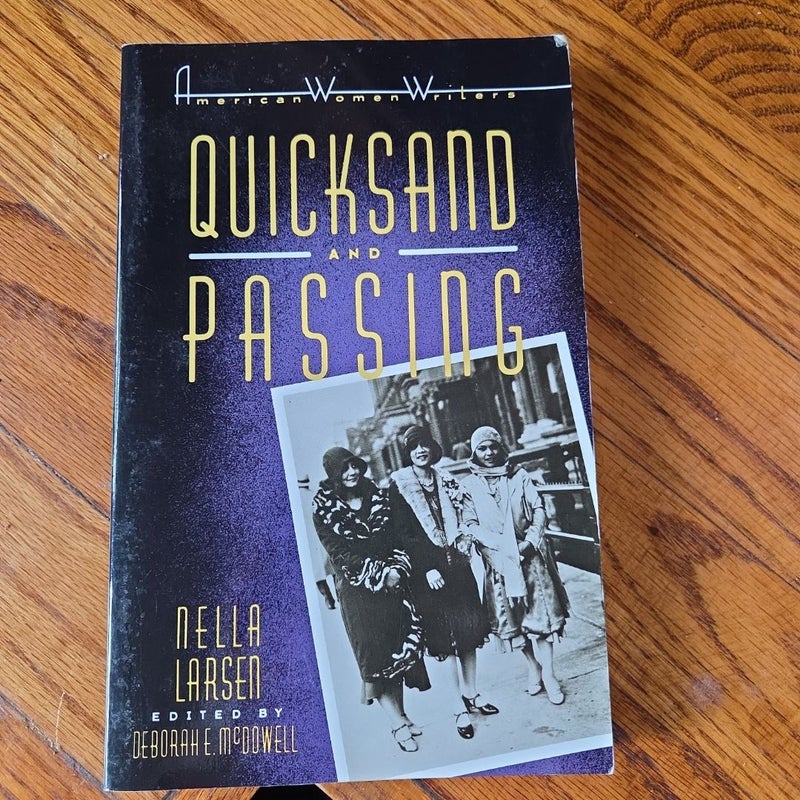 American Women Writers
QUICKSAND
AND
PASSING
NELLA
LARSEN
EDITED BY
DEBORAH E. McDOWELL